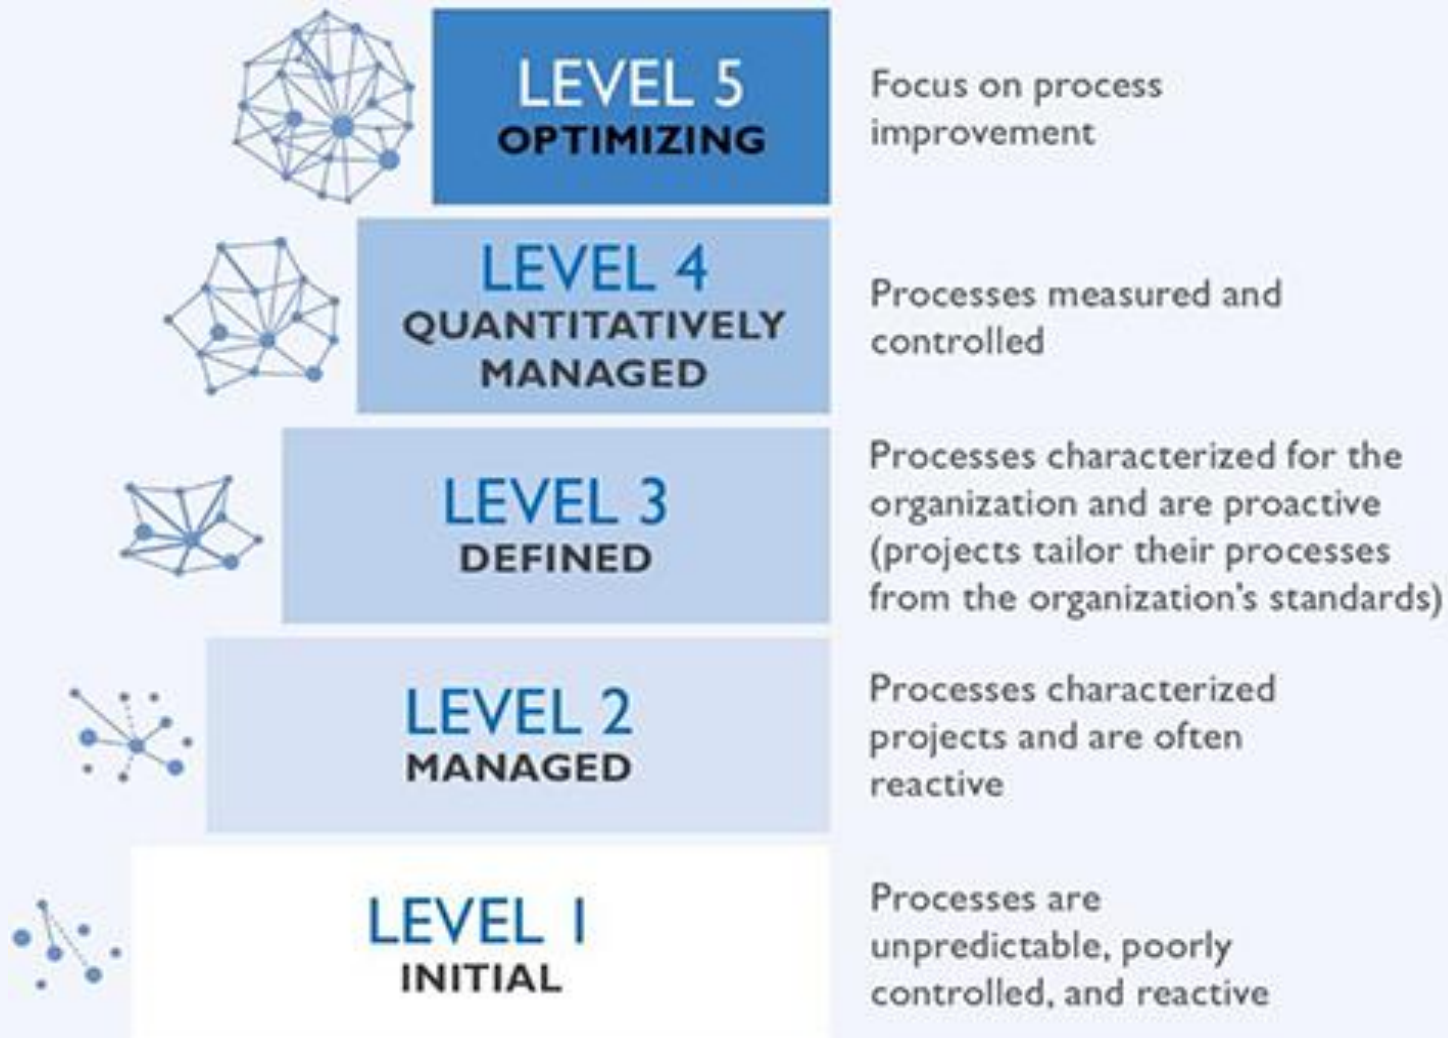 LEVEL 5
OPTIMIZING
Focus on process
improvement
LEVEL 4
QUANTITATIVELY
MANAGED
Processes measured and
controlled
LEVEL 3
DEFINED
Processes characterized for the
organization and are proactive
(projects tailor their processes
from the organization's standards)
LEVEL 2
MANAGED
Processes characterized
projects and are often
reactive
LEVEL 1
INITIAL
Processes are
unpredictable, poorly
controlled, and reactive